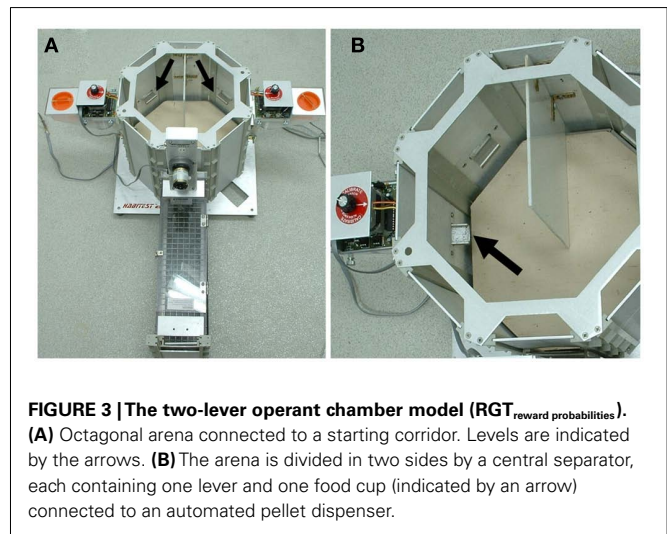 A
B
HABITEST
FIGURE 3 | The two-lever operant chamber model (RGTreward probabilities).
(A) Octagonal arena connected to a starting corridor. Levels are indicated
by the arrows. (B) The arena is divided in two sides by a central separator,
each containing one lever and one food cup (indicated by an arrow)
connected to an automated pellet dispenser.